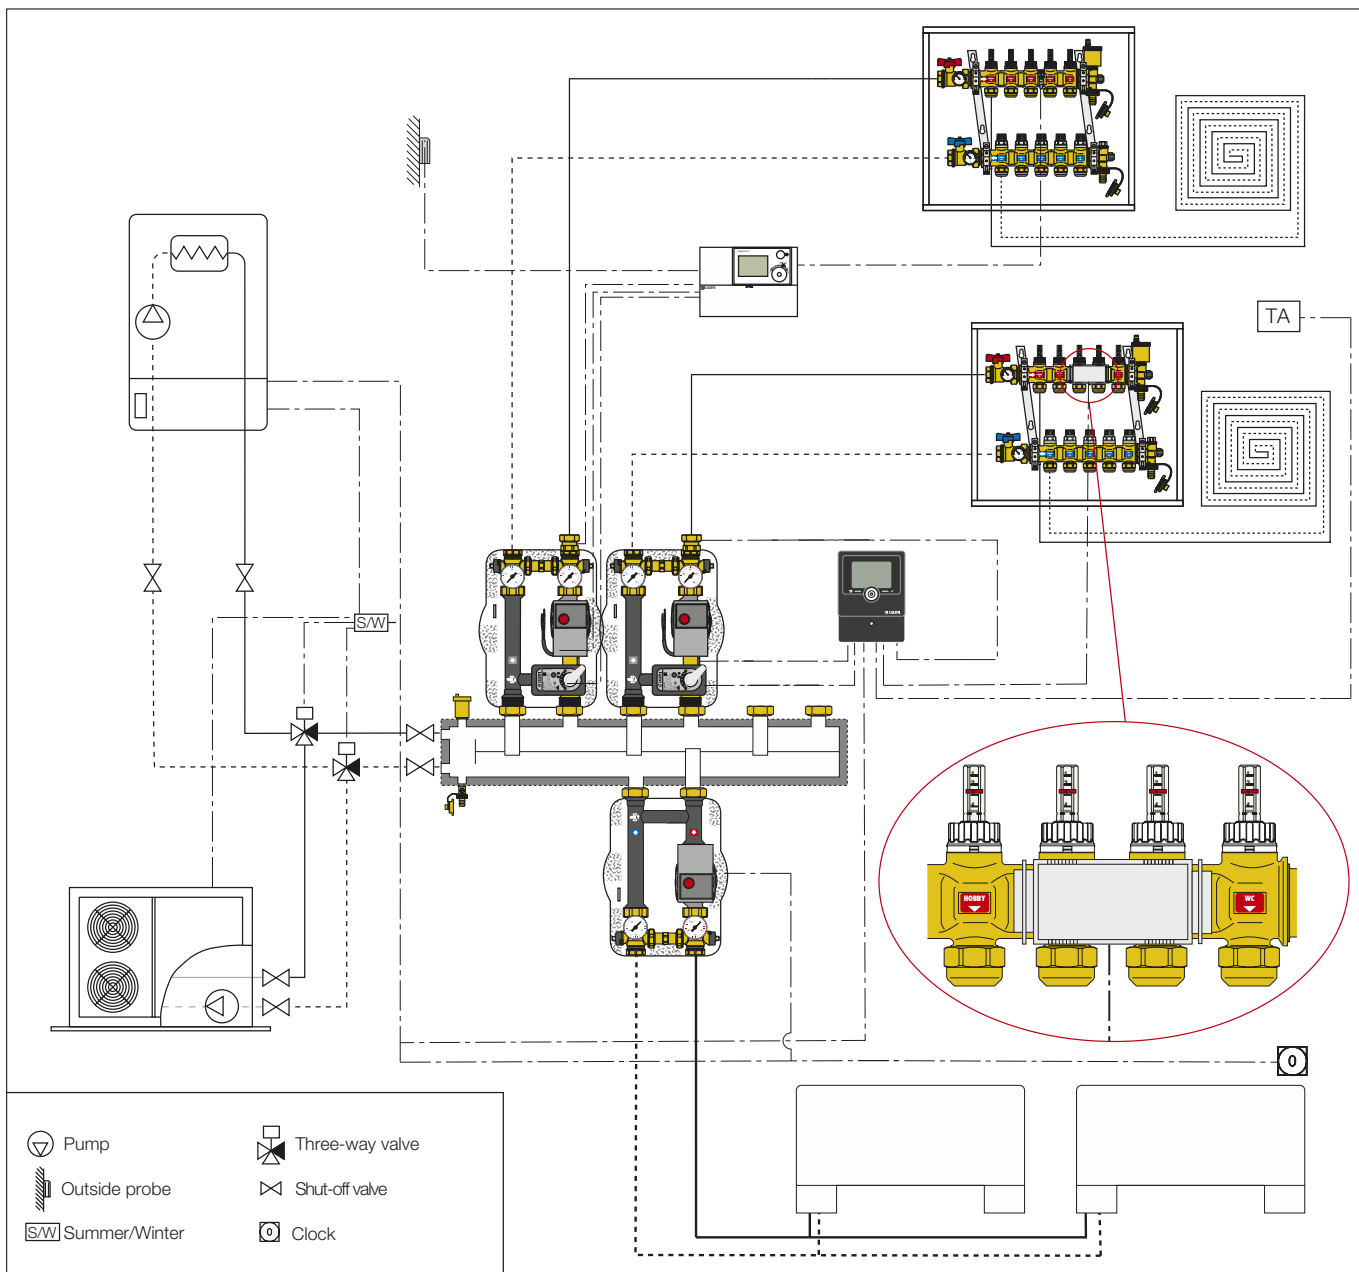 TA
S/W
HOBBY
WC
0
Pump
Three-way valve
Outside probe
Shut-off valve
S/W Summer/Winter
0 Clock